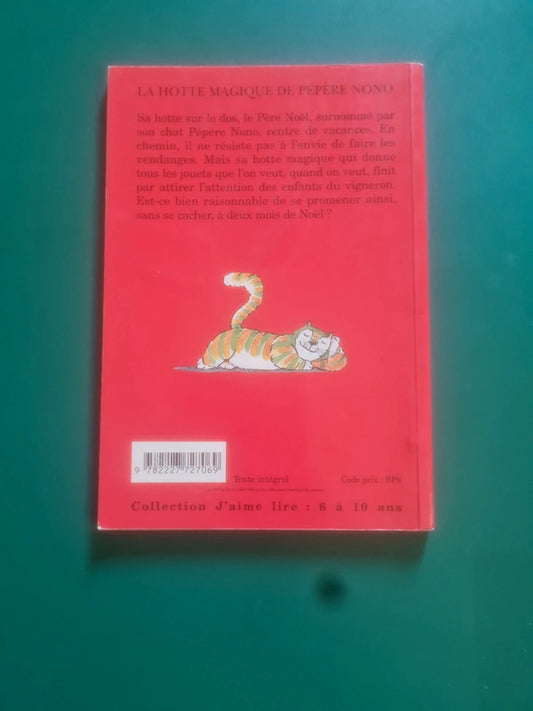 LA HOTTE MAGIQUE DE PÉPÈRE NONO
Sa hotte sur le dos, le Père Noël, surnommé par
son chat Pépère Nono, rentre de vacances. En
chemin, il ne résiste pas à l'envie de faire les
vendanges. Mais sa hotte magique qui donne
tous les jouets que l'on veut, quand on veut, finit
par attirer l'attention des enfants du vigneron.
Est-ce bien raisonnable de se promener ainsi,
sans se cacher, à deux mois de Noël ?
9 782227 727069
Texte intégral
Code prix : BP6
Collection J'aime lire : 6 à 10 ans